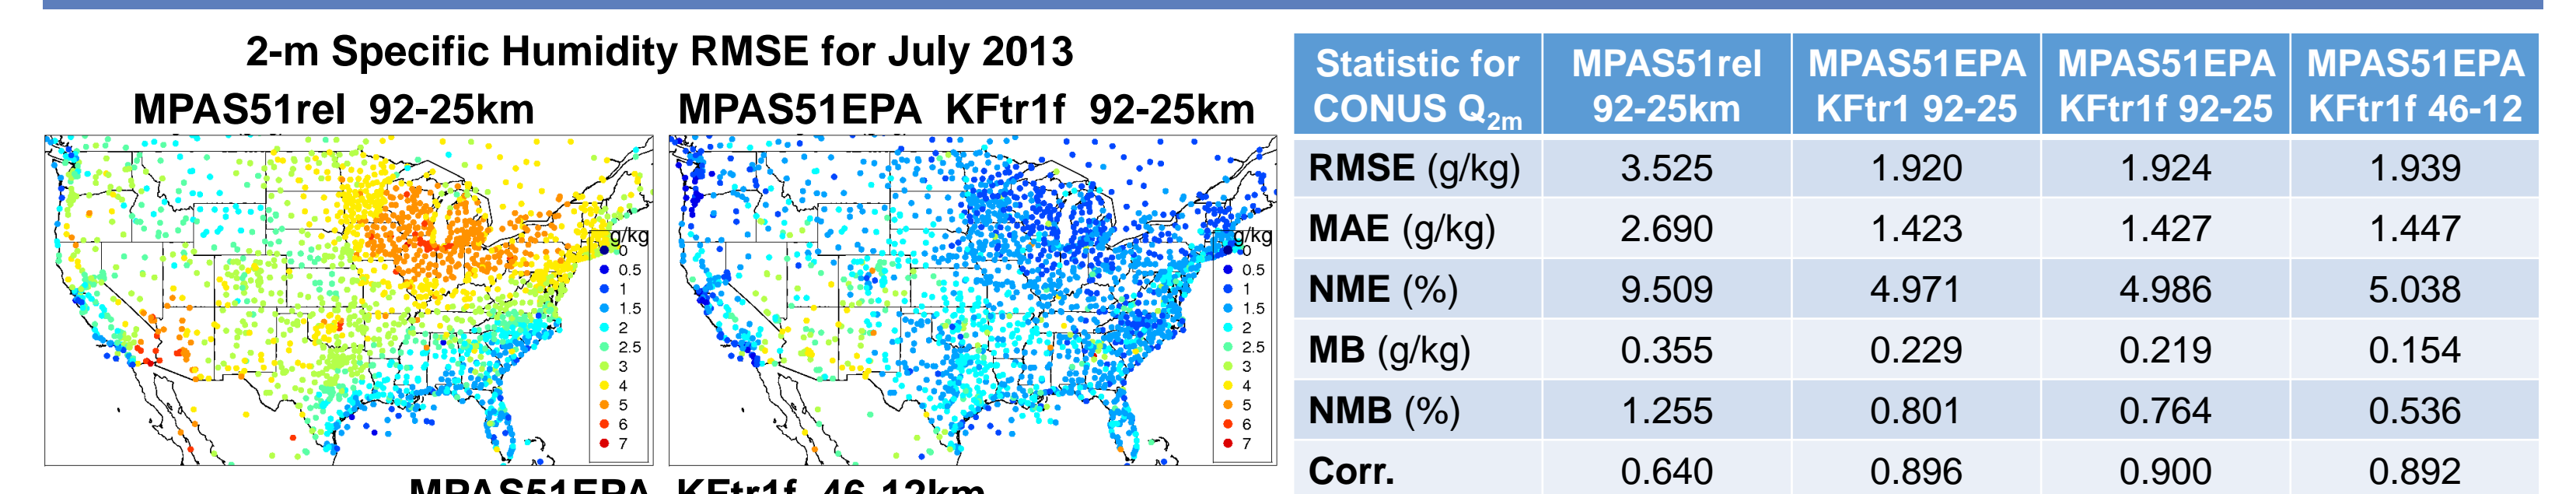 2-m Specific Humidity RMSE for July 2013
MPAS51rel 92-25km
MPAS51EPA KFtr1f 92-25km
g/kg
0
0.5
1
1.5
2
2.5
3
4
5
6
7
g/kg
0
0.5
1
1.5
2
2.5
3
4
5
6
7
MPAS51EPA KFtr1f 46-12km
Statistic for CONUS Q2m MPAS51rel 92-25km MPAS51EPA KFtr1 92-25 MPAS51EPA KFtr1f 92-25 MPAS51EPA KFtr1f 46-12
RMSE (g/kg) 3.525 1.920 1.924 1.939
MAE (g/kg) 2.690 1.423 1.427 1.447
NME (%) 9.509 4.971 4.986 5.038
MB (g/kg) 0.355 0.229 0.219 0.154
NMB (%) 1.255 0.801 0.764 0.536
Corr. 0.640 0.896 0.900 0.892